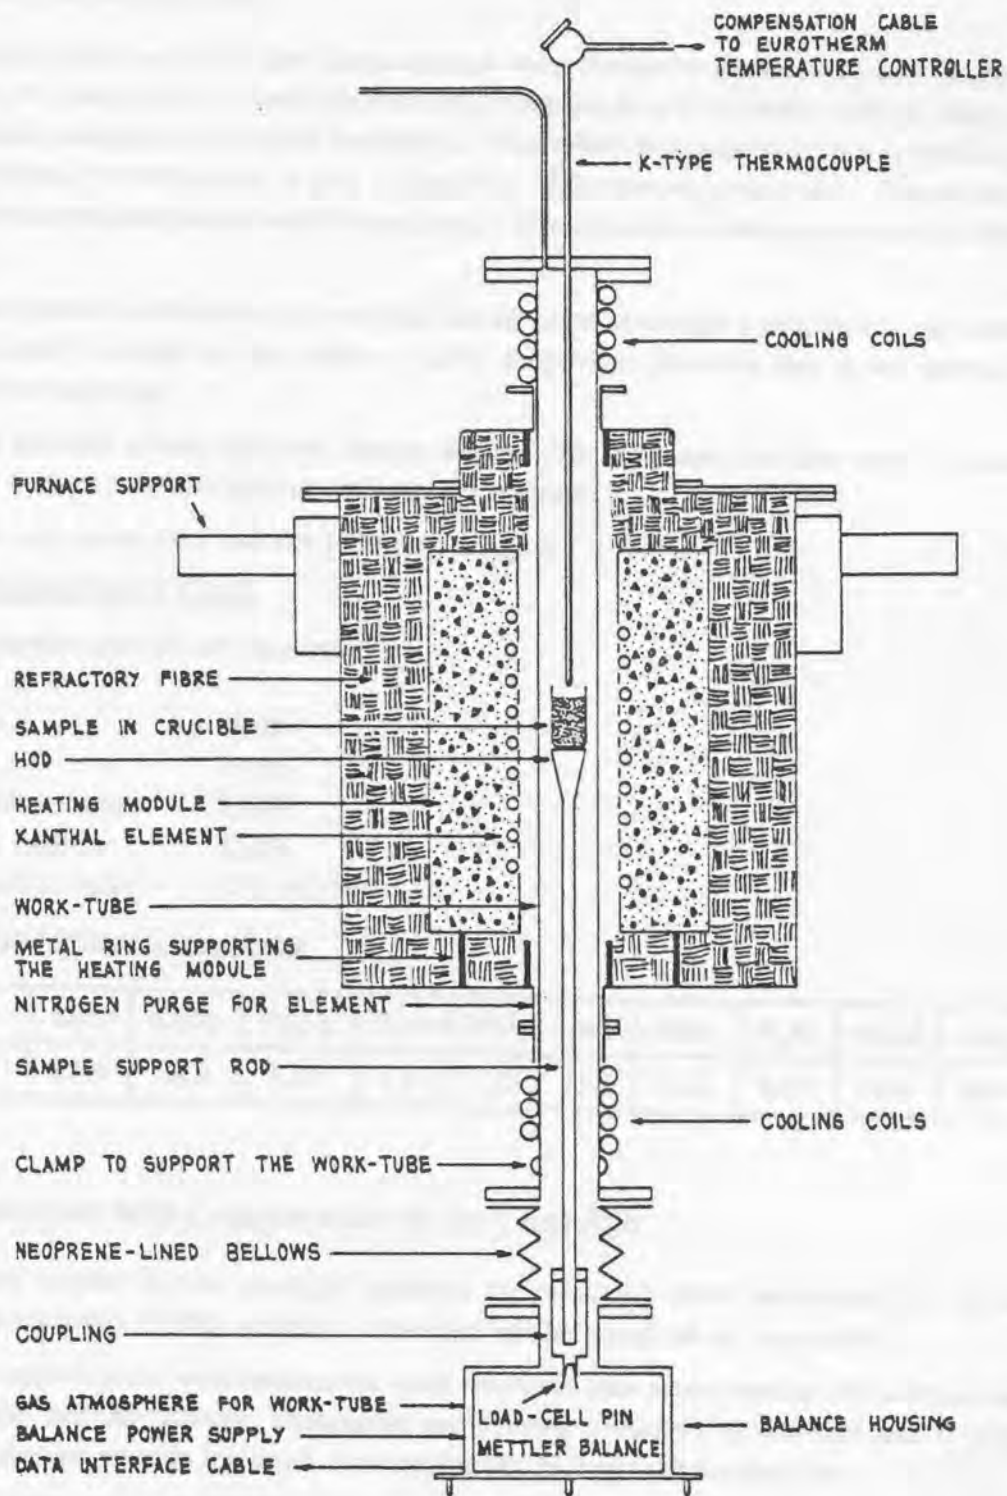 COMPENSATION CABLE
TO EUROTHERM
TEMPERATURE CONTROLLER
K-TYPE THERMOCOUPLE
COOLING COILS
FURNACE SUPPORT
REFRACTORY FIBRE
SAMPLE IN CRUCIBLE
HOD
HEATING MODULE
KANTHAL ELEMENT
WORK-TUBE
METAL RING SUPPORTING
THE HEATING MODULE
NITROGEN PURGE FOR ELEMENT
SAMPLE SUPPORT ROD
COOLING COILS
CLAMP TO SUPPORT THE WORK-TUBE
NEOPRENE-LINED BELLOWS
COUPLING
GAS ATMOSPHERE FOR WORK-TUBE
BALANCE POWER SUPPLY
DATA INTERFACE CABLE
LOAD-CELL PIN
METTLER BALANCE
BALANCE HOUSING